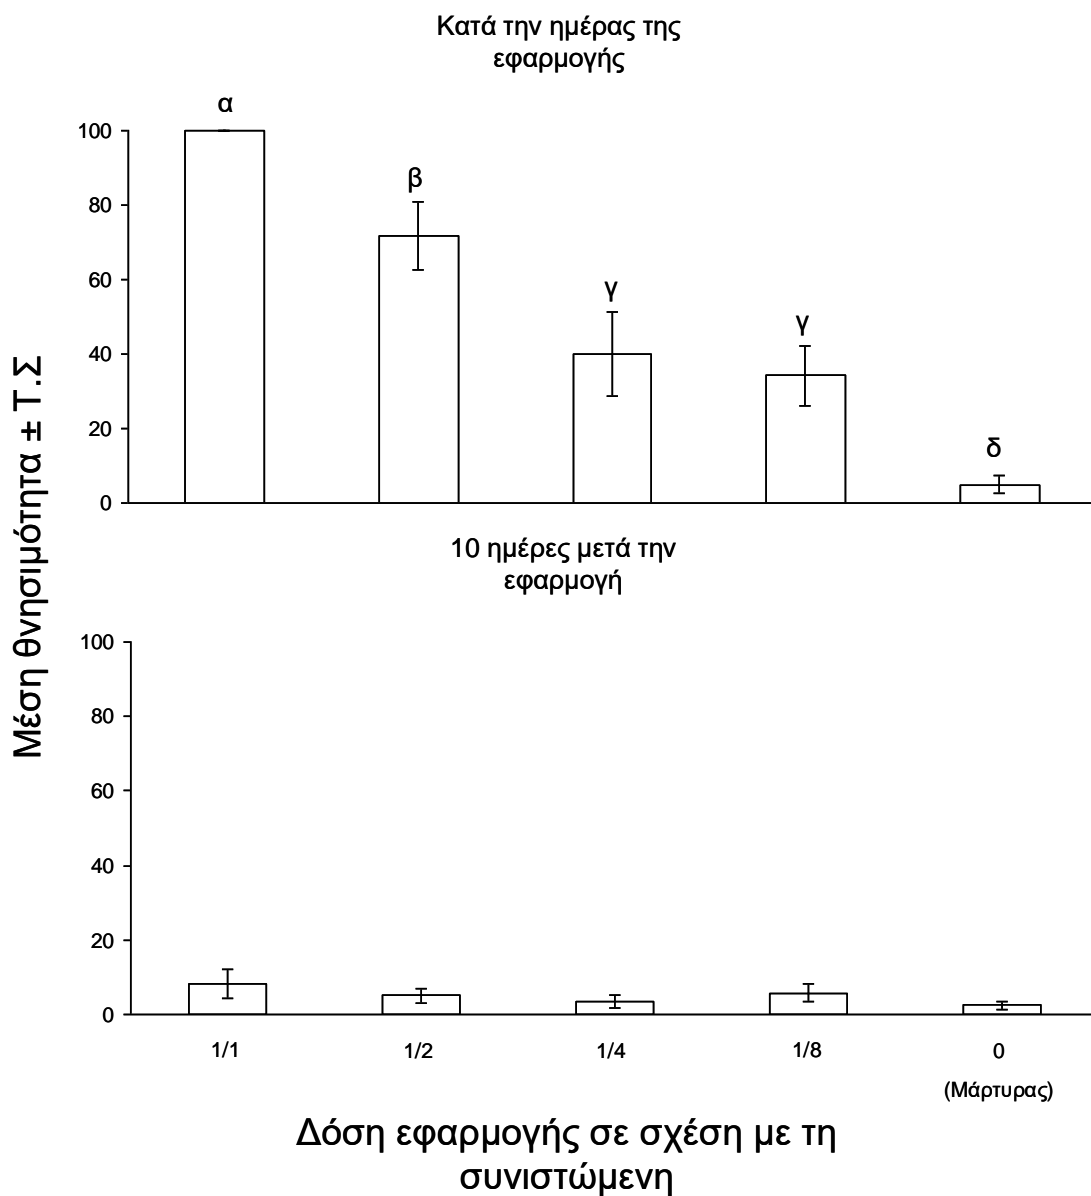 Κατά την ημέρας της
εφαρμογής
α
100
β
80
60
γ
γ
40
20
δ
0
Μέση θνησιμότητα ± Τ.Σ
10 ημέρες μετά την
εφαρμογή
100
80
60
40
20
0
1/1
1/2
1/4
1/8
0
(Μάρτυρας)
Δόση εφαρμογής σε σχέση με τη
συνιστώμενη